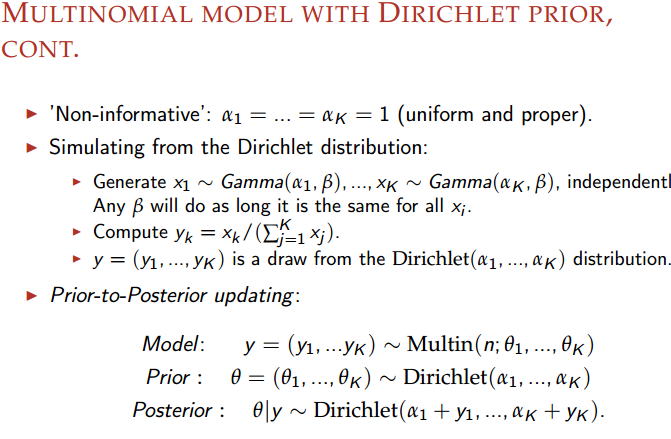 MULTINOMIAL MODEL WITH DIRICHLET PRIOR,
CONT.
► 'Non-informative': α₁ = ... = α_K = 1 (uniform and proper).
► Simulating from the Dirichlet distribution:
► Generate x₁ ∼ Gamma(α₁, β), ..., x_K ∼ Gamma(α_K, β), independentl
Any β will do as long it is the same for all xᵢ.
► Compute y_k = x_k/(∑_{j=1}^K x_j).
► y = (y₁, ..., y_K) is a draw from the Dirichlet(α₁, ..., α_K) distribution.
► Prior-to-Posterior updating:
Model: y = (y₁, ...y_K) ∼ Multin(n; θ₁, ..., θ_K)
Prior : θ = (θ₁, ..., θ_K) ∼ Dirichlet(α₁, ..., α_K)
Posterior : θ|y ∼ Dirichlet(α₁ + y₁, ..., α_K + y_K).